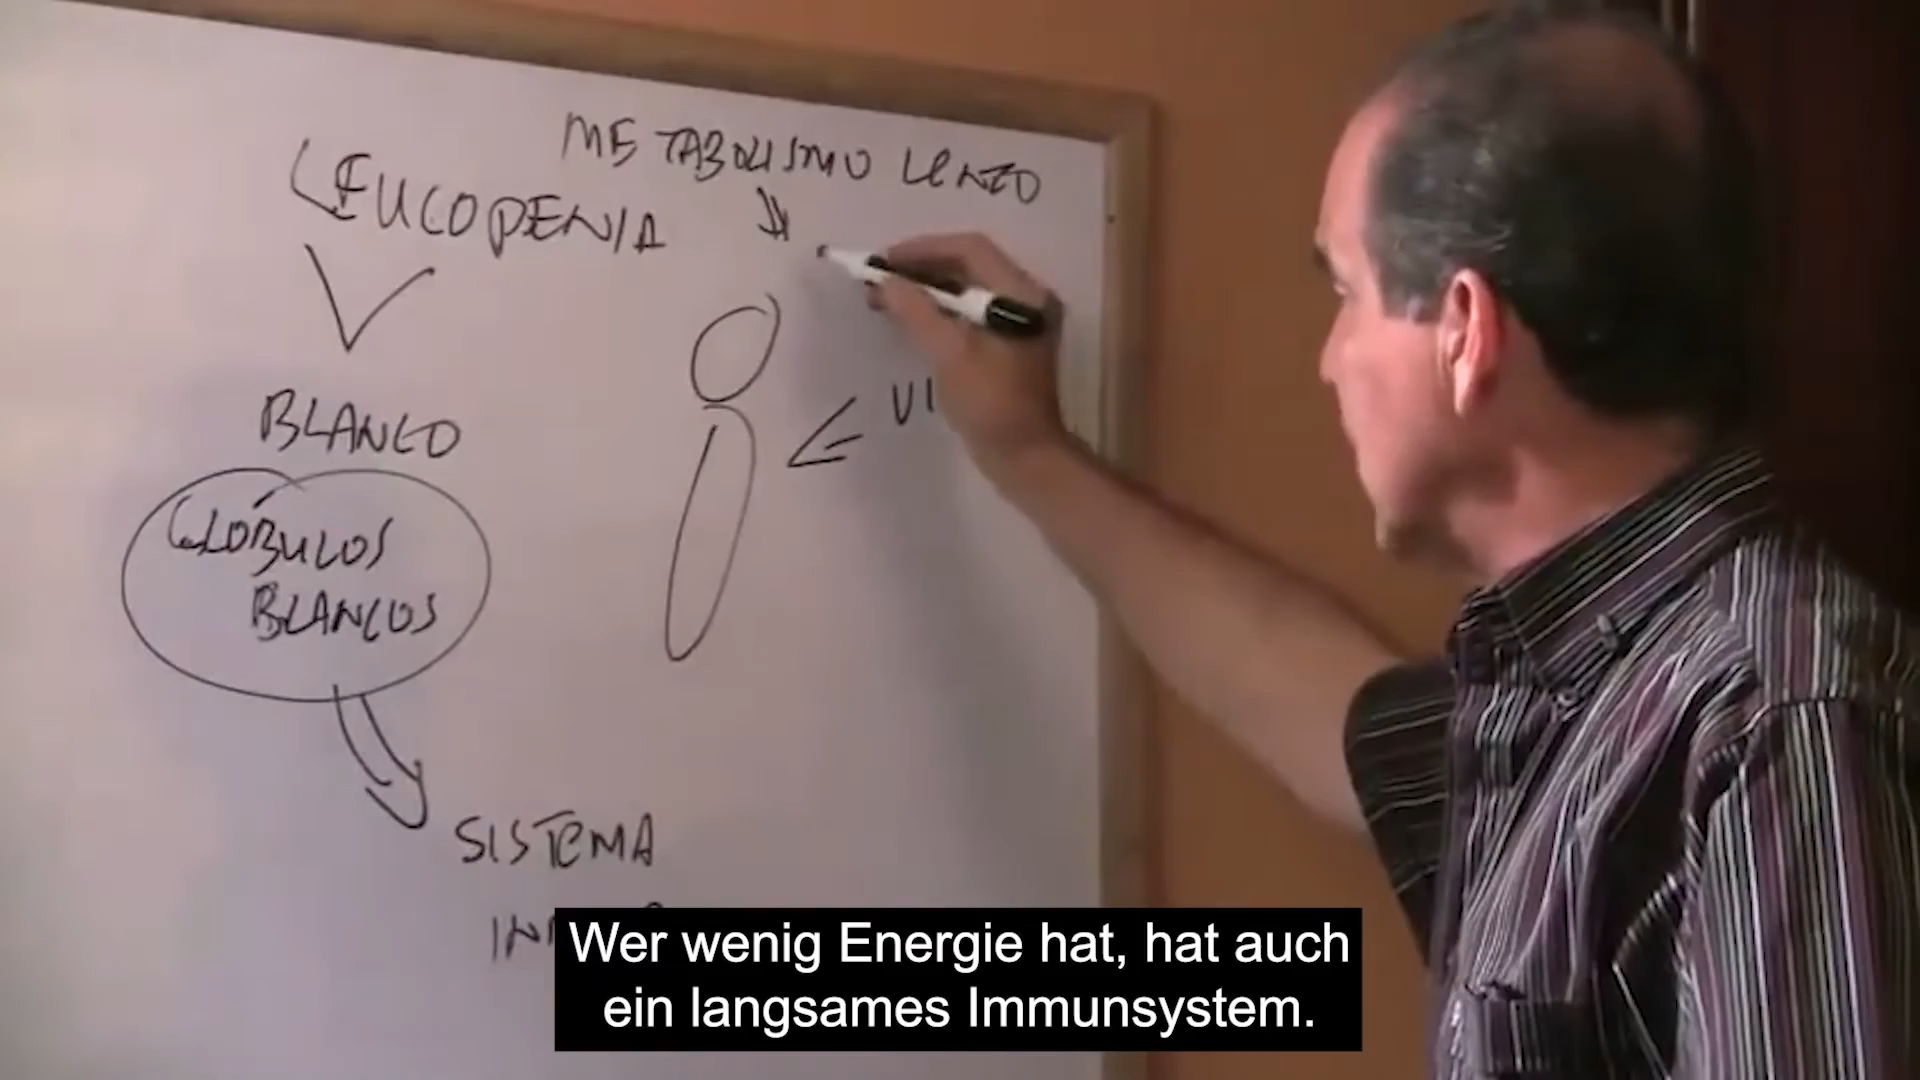 METABOLISMO LENTO
LEUCOPENIA
BLANCO
GLÓBULOS
BLANCOS
SISTEMA
Wer wenig Energie hat, hat auch
ein langsames Immunsystem.